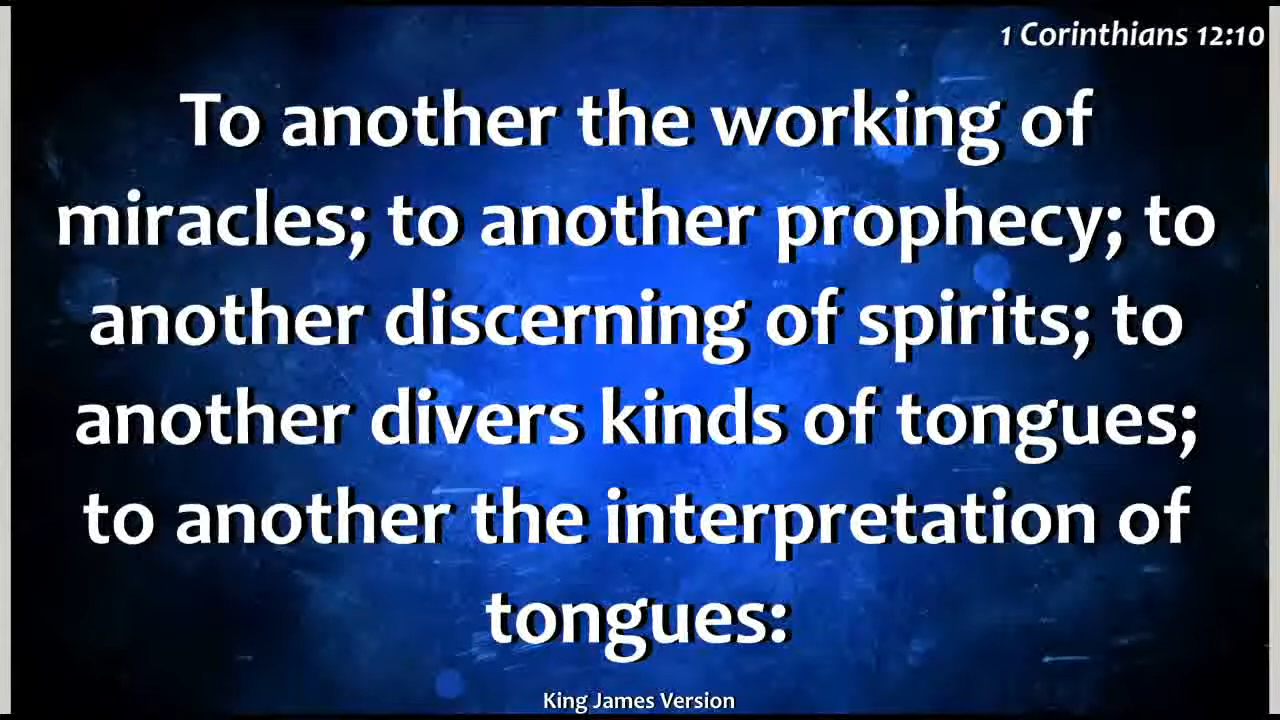 1 Corinthians 12:10
To another the working of
miracles; to another prophecy; to
another discerning of spirits; to
another divers kinds of tongues;
to another the interpretation of
tongues:
King James Version